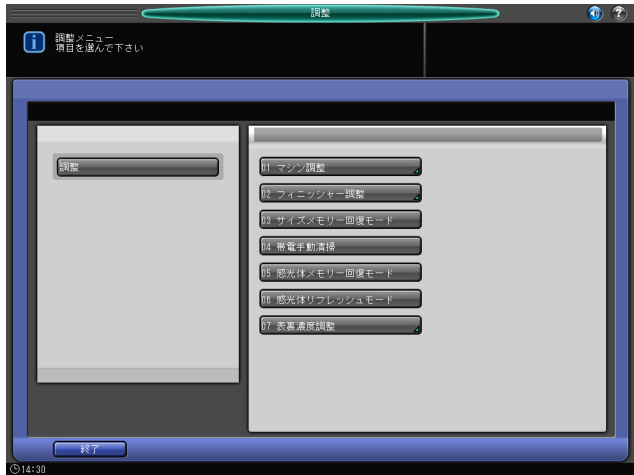 調整
調整メニュー
項目を選んで下さい
調整
01 マシン調整
02 フィニッシャー調整
03 サイズメモリー回復モード
04 帯電手動清掃
05 感光体メモリー回復モード
06 感光体リフレッシュモード
07 表裏濃度調整
終了
14:30